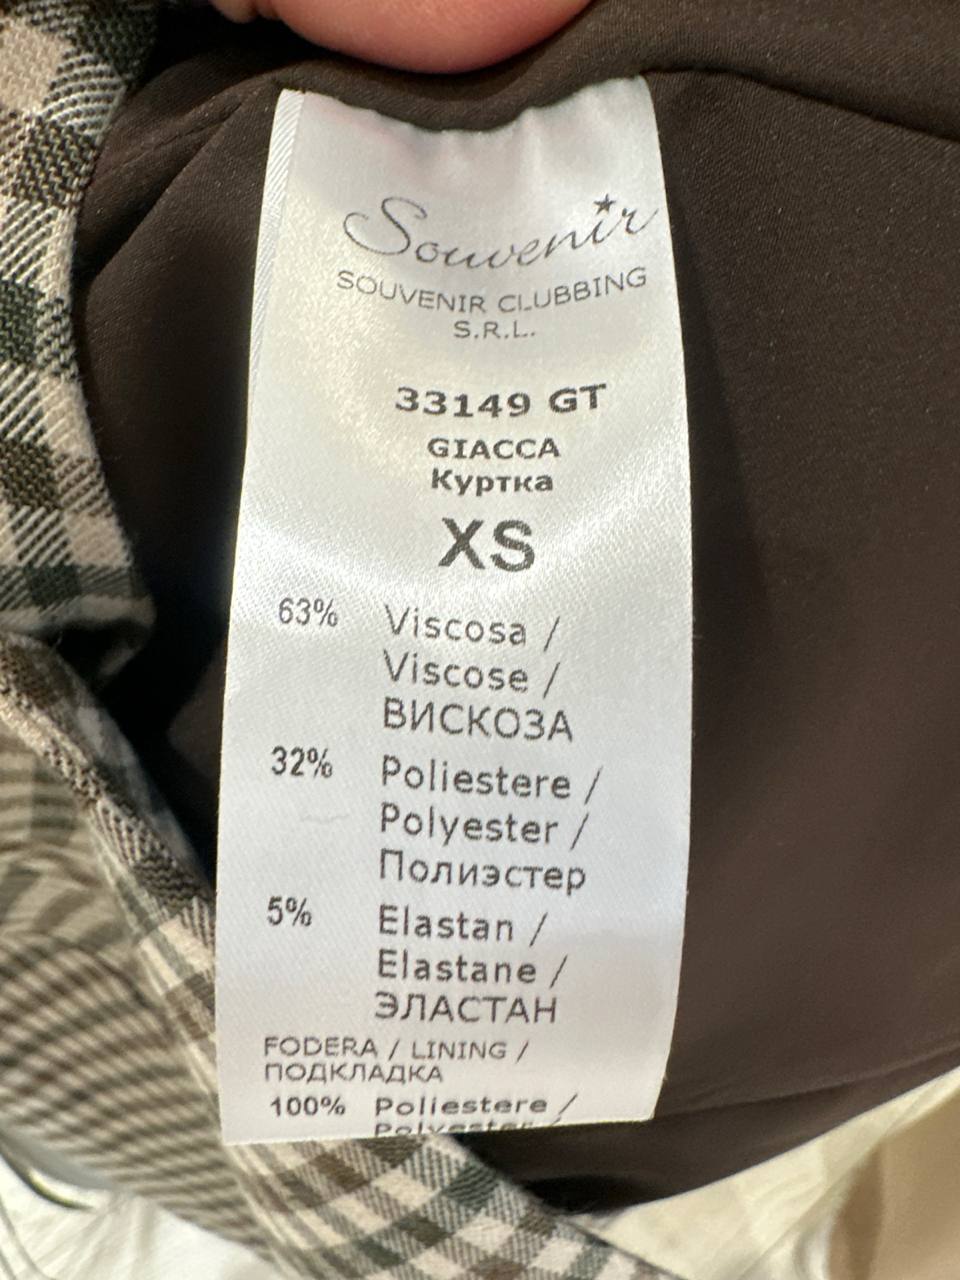 Souvenir
SOUVENIR CLUBBING
S.R.L.
33149 GT
GIACCA
Куртка
XS
63% Viscosa /
Viscose /
ВИСКОЗА
32% Poliestere /
Polyester /
Полиэстер
5% Elastan /
Elastane /
ЭЛАСТАН
FODERA / LINING /
ПОДКЛАДКА
100% Poliestere /
Polyester /